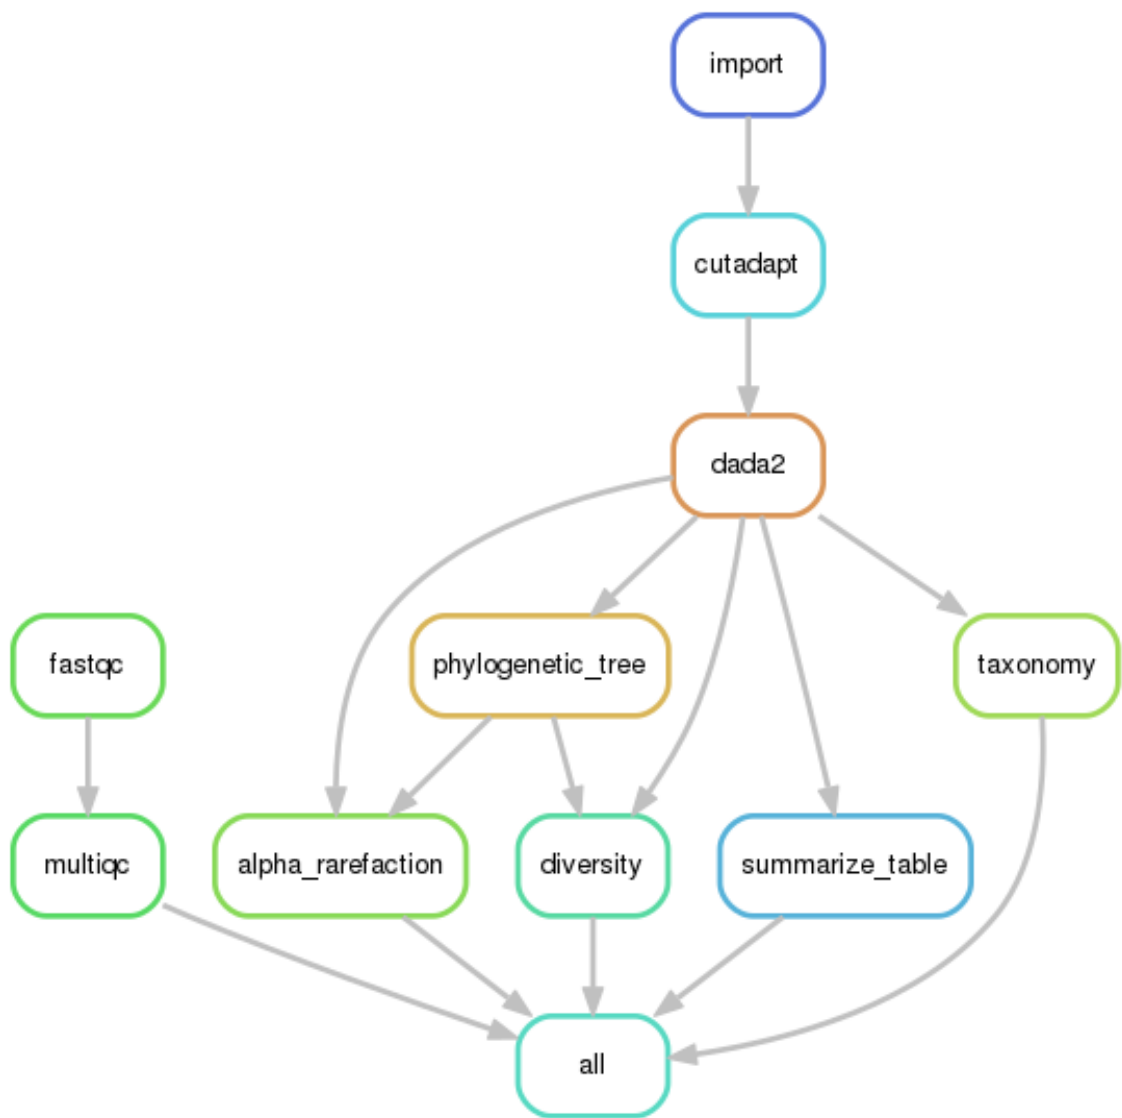 import
cutadapt
dada2
fastqc
phylogenetic_tree
taxonomy
multiqc
alpha_rarefaction
diversity
summarize_table
all